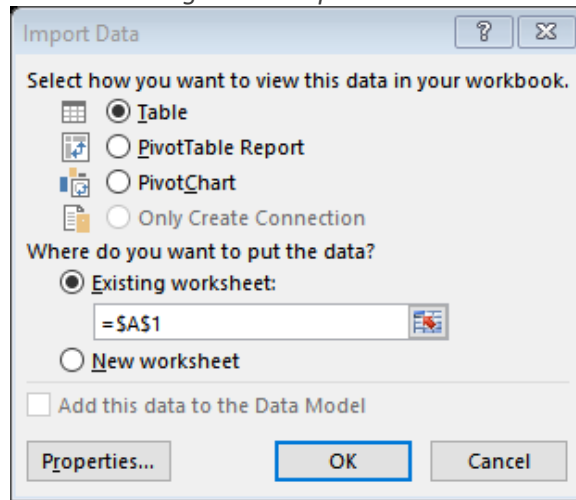 Import Data
Select how you want to view this data in your workbook.
Table
PivotTable Report
PivotChart
Only Create Connection
Where do you want to put the data?
Existing worksheet:
=$A$1
New worksheet
Add this data to the Data Model
Properties... OK Cancel